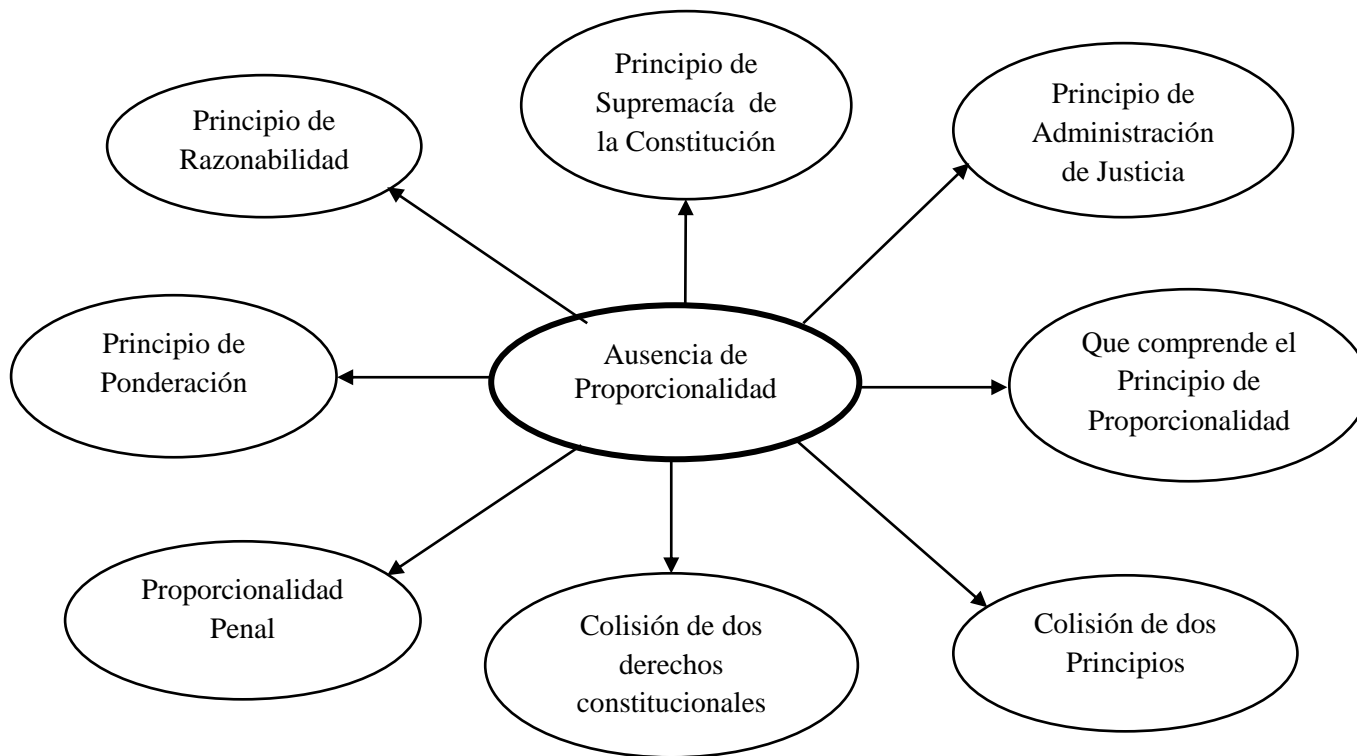 Principio de
Supremacía de
la Constitución
Principio de
Razonabilidad
Principio de
Administración
de Justicia
Principio de
Ponderación
Ausencia de
Proporcionalidad
Que comprende el
Principio de
Proporcionalidad
Proporcionalidad
Penal
Colisión de dos
derechos
constitucionales
Colisión de dos
Principios